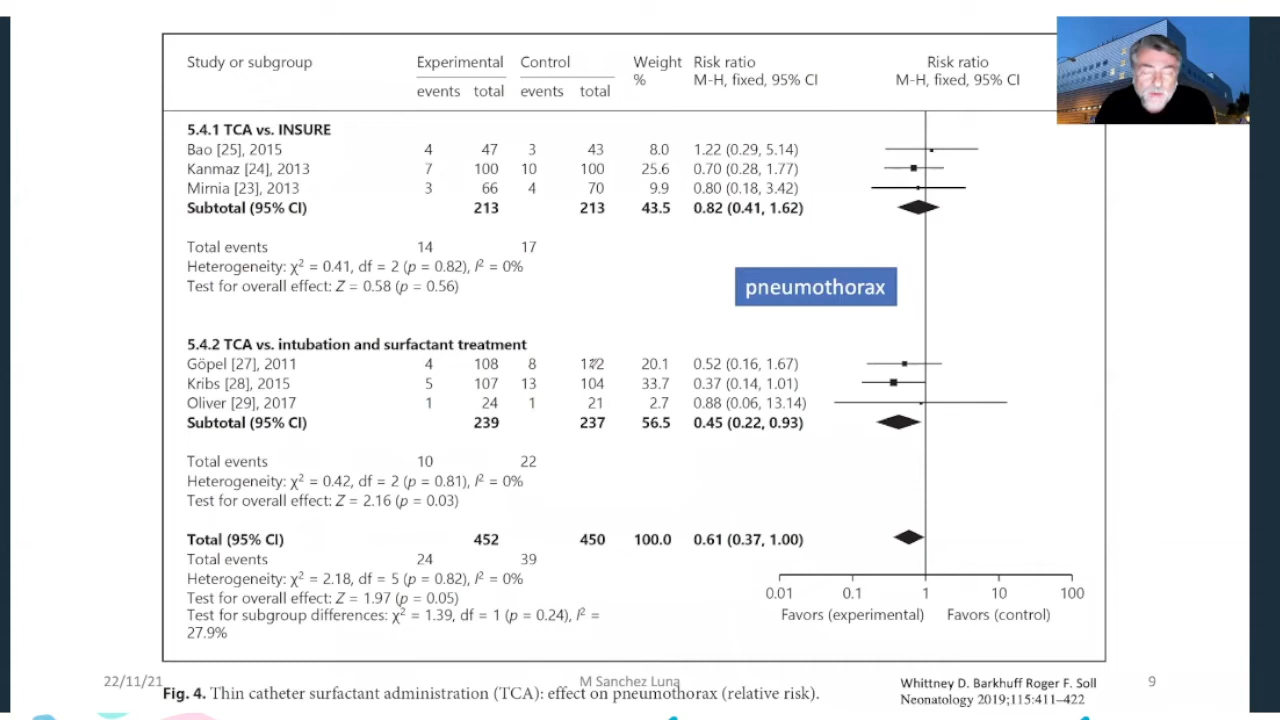 Study or subgroup Experimental Control Weight Risk ratio Risk ratio
% M-H, fixed, 95% CI M-H, fixed, 95% CI
events total events total
5.4.1 TCA vs. INSURE
Bao [25], 2015 4 47 3 43 8.0 1.22 (0.29, 5.14)
Kanmaz [24], 2013 7 100 10 100 25.6 0.70 (0.28, 1.77)
Mirnia [23], 2013 3 66 4 70 9.9 0.80 (0.18, 3.42)
Subtotal (95% CI) 213 213 43.5 0.82 (0.41, 1.62)
Total events 14 17
Heterogeneity: χ² = 0.41, df = 2 (p = 0.82), I² = 0%
Test for overall effect: Z = 0.58 (p = 0.56)
pneumothorax
5.4.2 TCA vs. intubation and surfactant treatment
Göpel [27], 2011 4 108 8 112 20.1 0.52 (0.16, 1.67)
Kribs [28], 2015 5 107 13 104 33.7 0.37 (0.14, 1.01)
Oliver [29], 2017 1 24 1 21 2.7 0.88 (0.06, 13.14)
Subtotal (95% CI) 239 237 56.5 0.45 (0.22, 0.93)
Total events 10 22
Heterogeneity: χ² = 0.42, df = 2 (p = 0.81), I² = 0%
Test for overall effect: Z = 2.16 (p = 0.03)
Total (95% CI) 452 450 100.0 0.61 (0.37, 1.00)
Total events 24 39
Heterogeneity: χ² = 2.18, df = 5 (p = 0.82), I² = 0%
Test for overall effect: Z = 1.97 (p = 0.05)
Test for subgroup differences: χ² = 1.39, df = 1 (p = 0.24), I² =
27.9%
0.01 0.1 1 10 100
Favors (experimental) Favors (control)
22/11/21 M Sanchez Luna 9
Fig. 4. Thin catheter surfactant administration (TCA): effect on pneumothorax (relative risk).
Whittney D. Barkhuff Roger F. Soll
Neonatology 2019;115:411–422